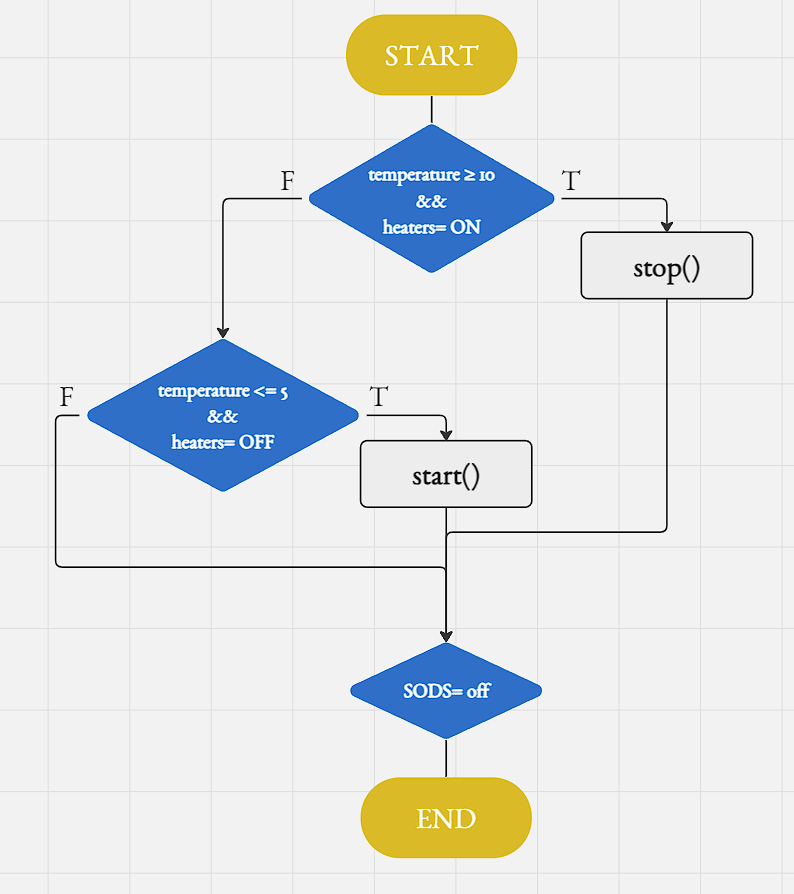 START
F
temperature ≥ 10
&&
heaters= ON
T
stop()
F
temperature <= 5
&&
heaters= OFF
T
start()
SODS= off
END